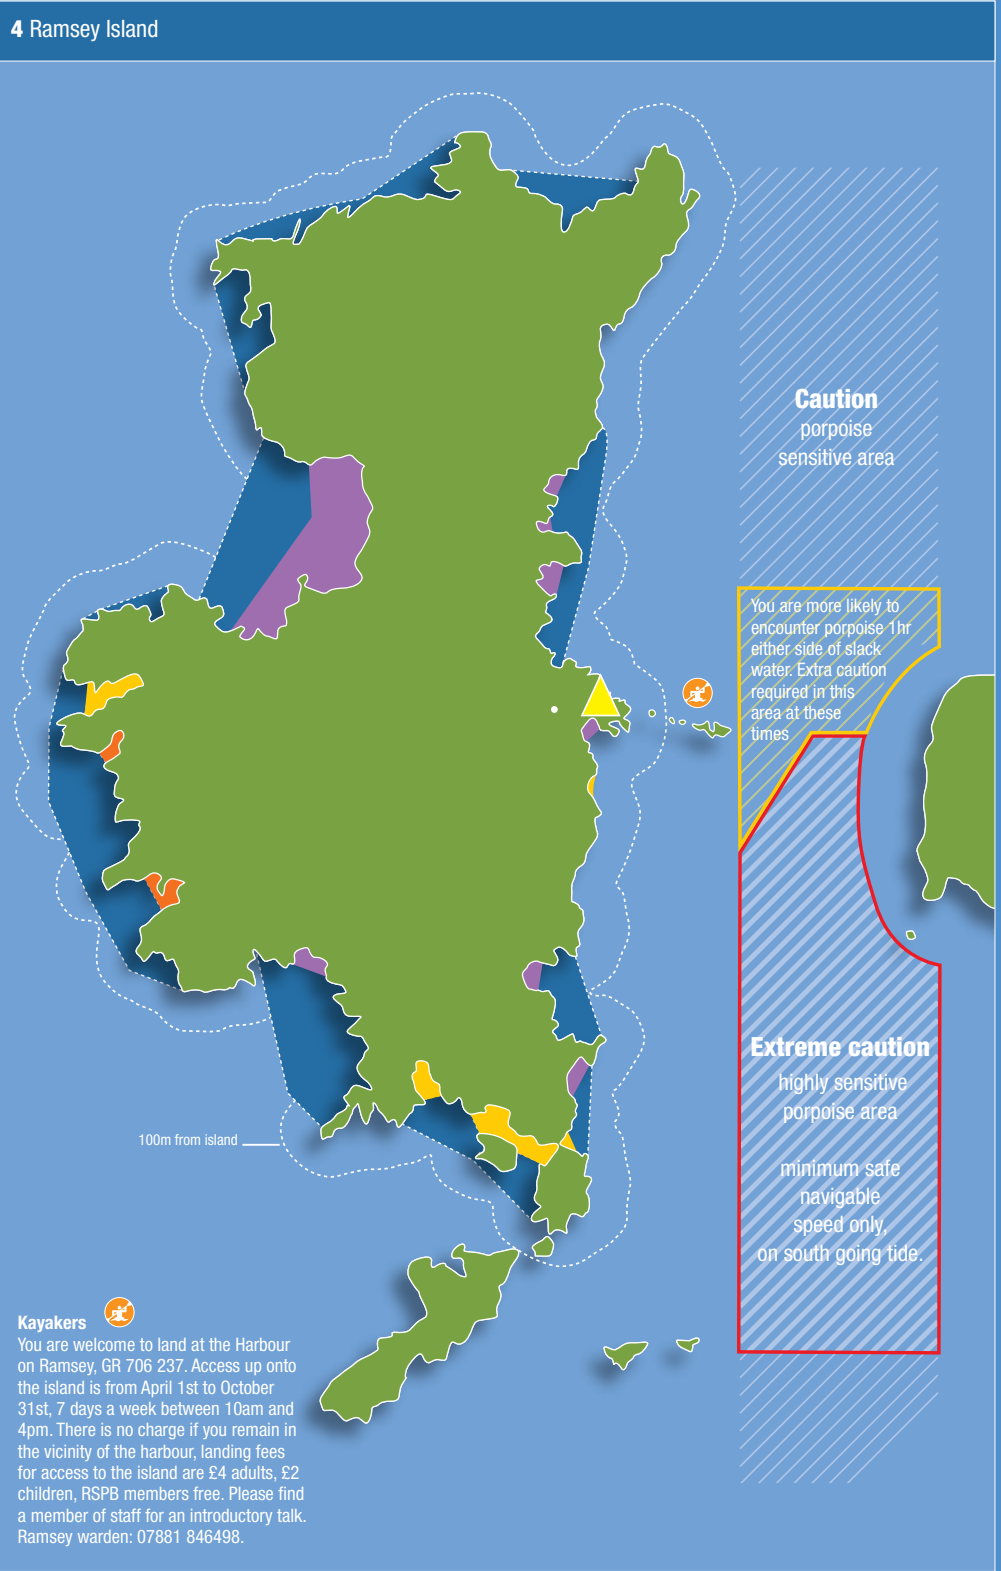 4 Ramsey Island
Caution
porpoise
sensitive area
You are more likely to
encounter porpoise 1hr
either side of slack
water. Extra caution
required in this
area at these
times
Extreme caution
highly sensitive
porpoise area
minimum safe
navigable
speed only,
on south going tide.
100m from island
Kayakers
You are welcome to land at the Harbour
on Ramsey, GR 706 237. Access up onto
the island is from April 1st to October
31st, 7 days a week between 10am and
4pm. There is no charge if you remain in
the vicinity of the harbour, landing fees
for access to the island are £4 adults, £2
children, RSPB members free. Please find
a member of staff for an introductory talk.
Ramsey warden: 07881 846498.